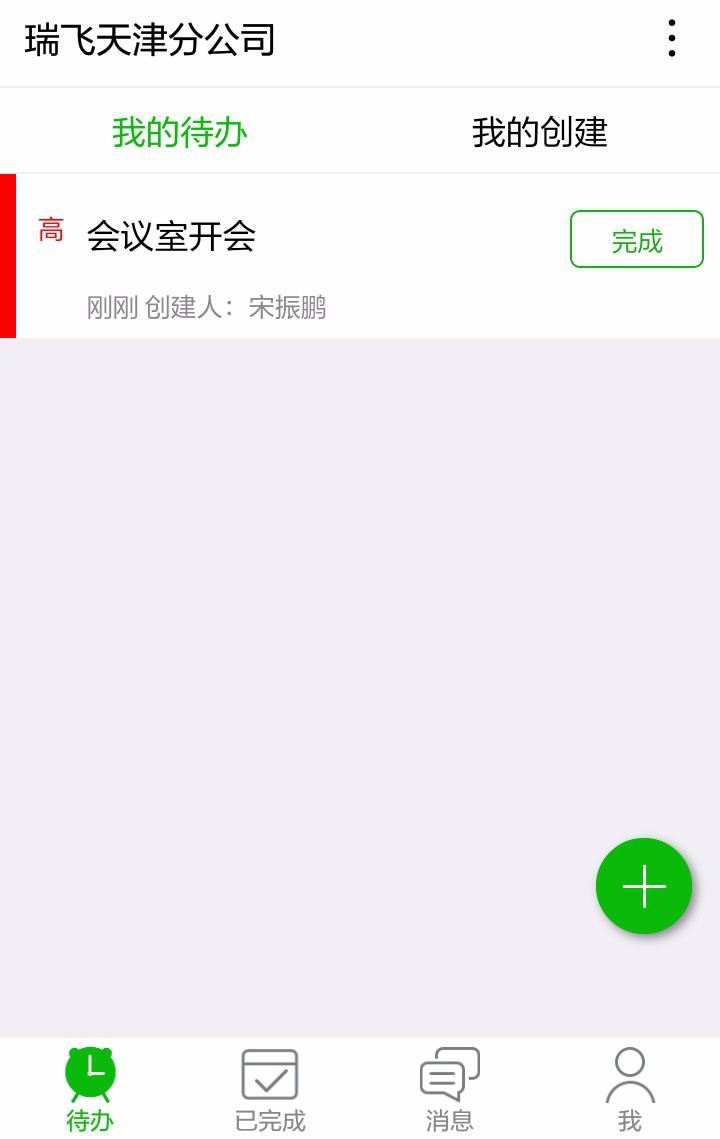 瑞飞天津分公司
我的待办 我的创建
高 会议室开会 完成
刚刚 创建人：宋振鹏
待办 已完成 消息 我